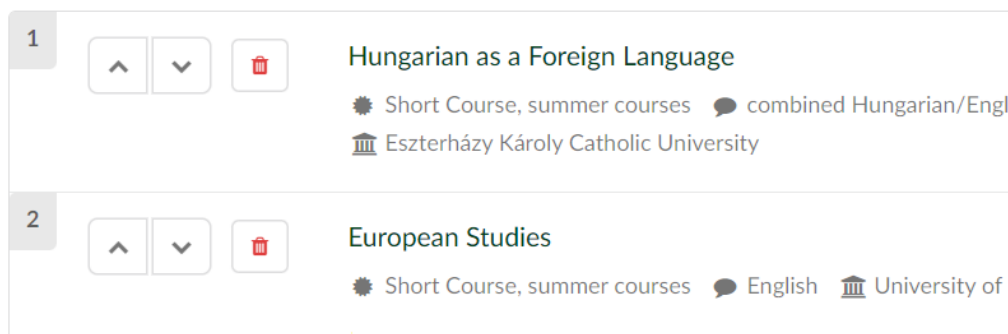 1
Hungarian as a Foreign Language
Short Course, summer courses combined Hungarian/Engl
Eszterházy Károly Catholic University
2
European Studies
Short Course, summer courses English University of